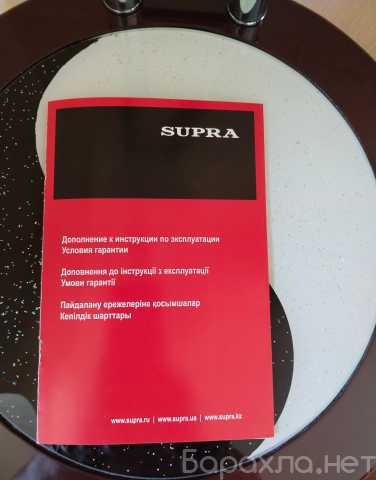 SUPRA
Дополнение к инструкции по эксплуатации
Условия гарантии
Доповнення до інструкції з експлуатації
Умови гарантії
Пайдалану ережелеріне қосымшалар
Кепілдік шарттары
www.supra.ru | www.supra.ua | www.supra.kz
Барахла.нет